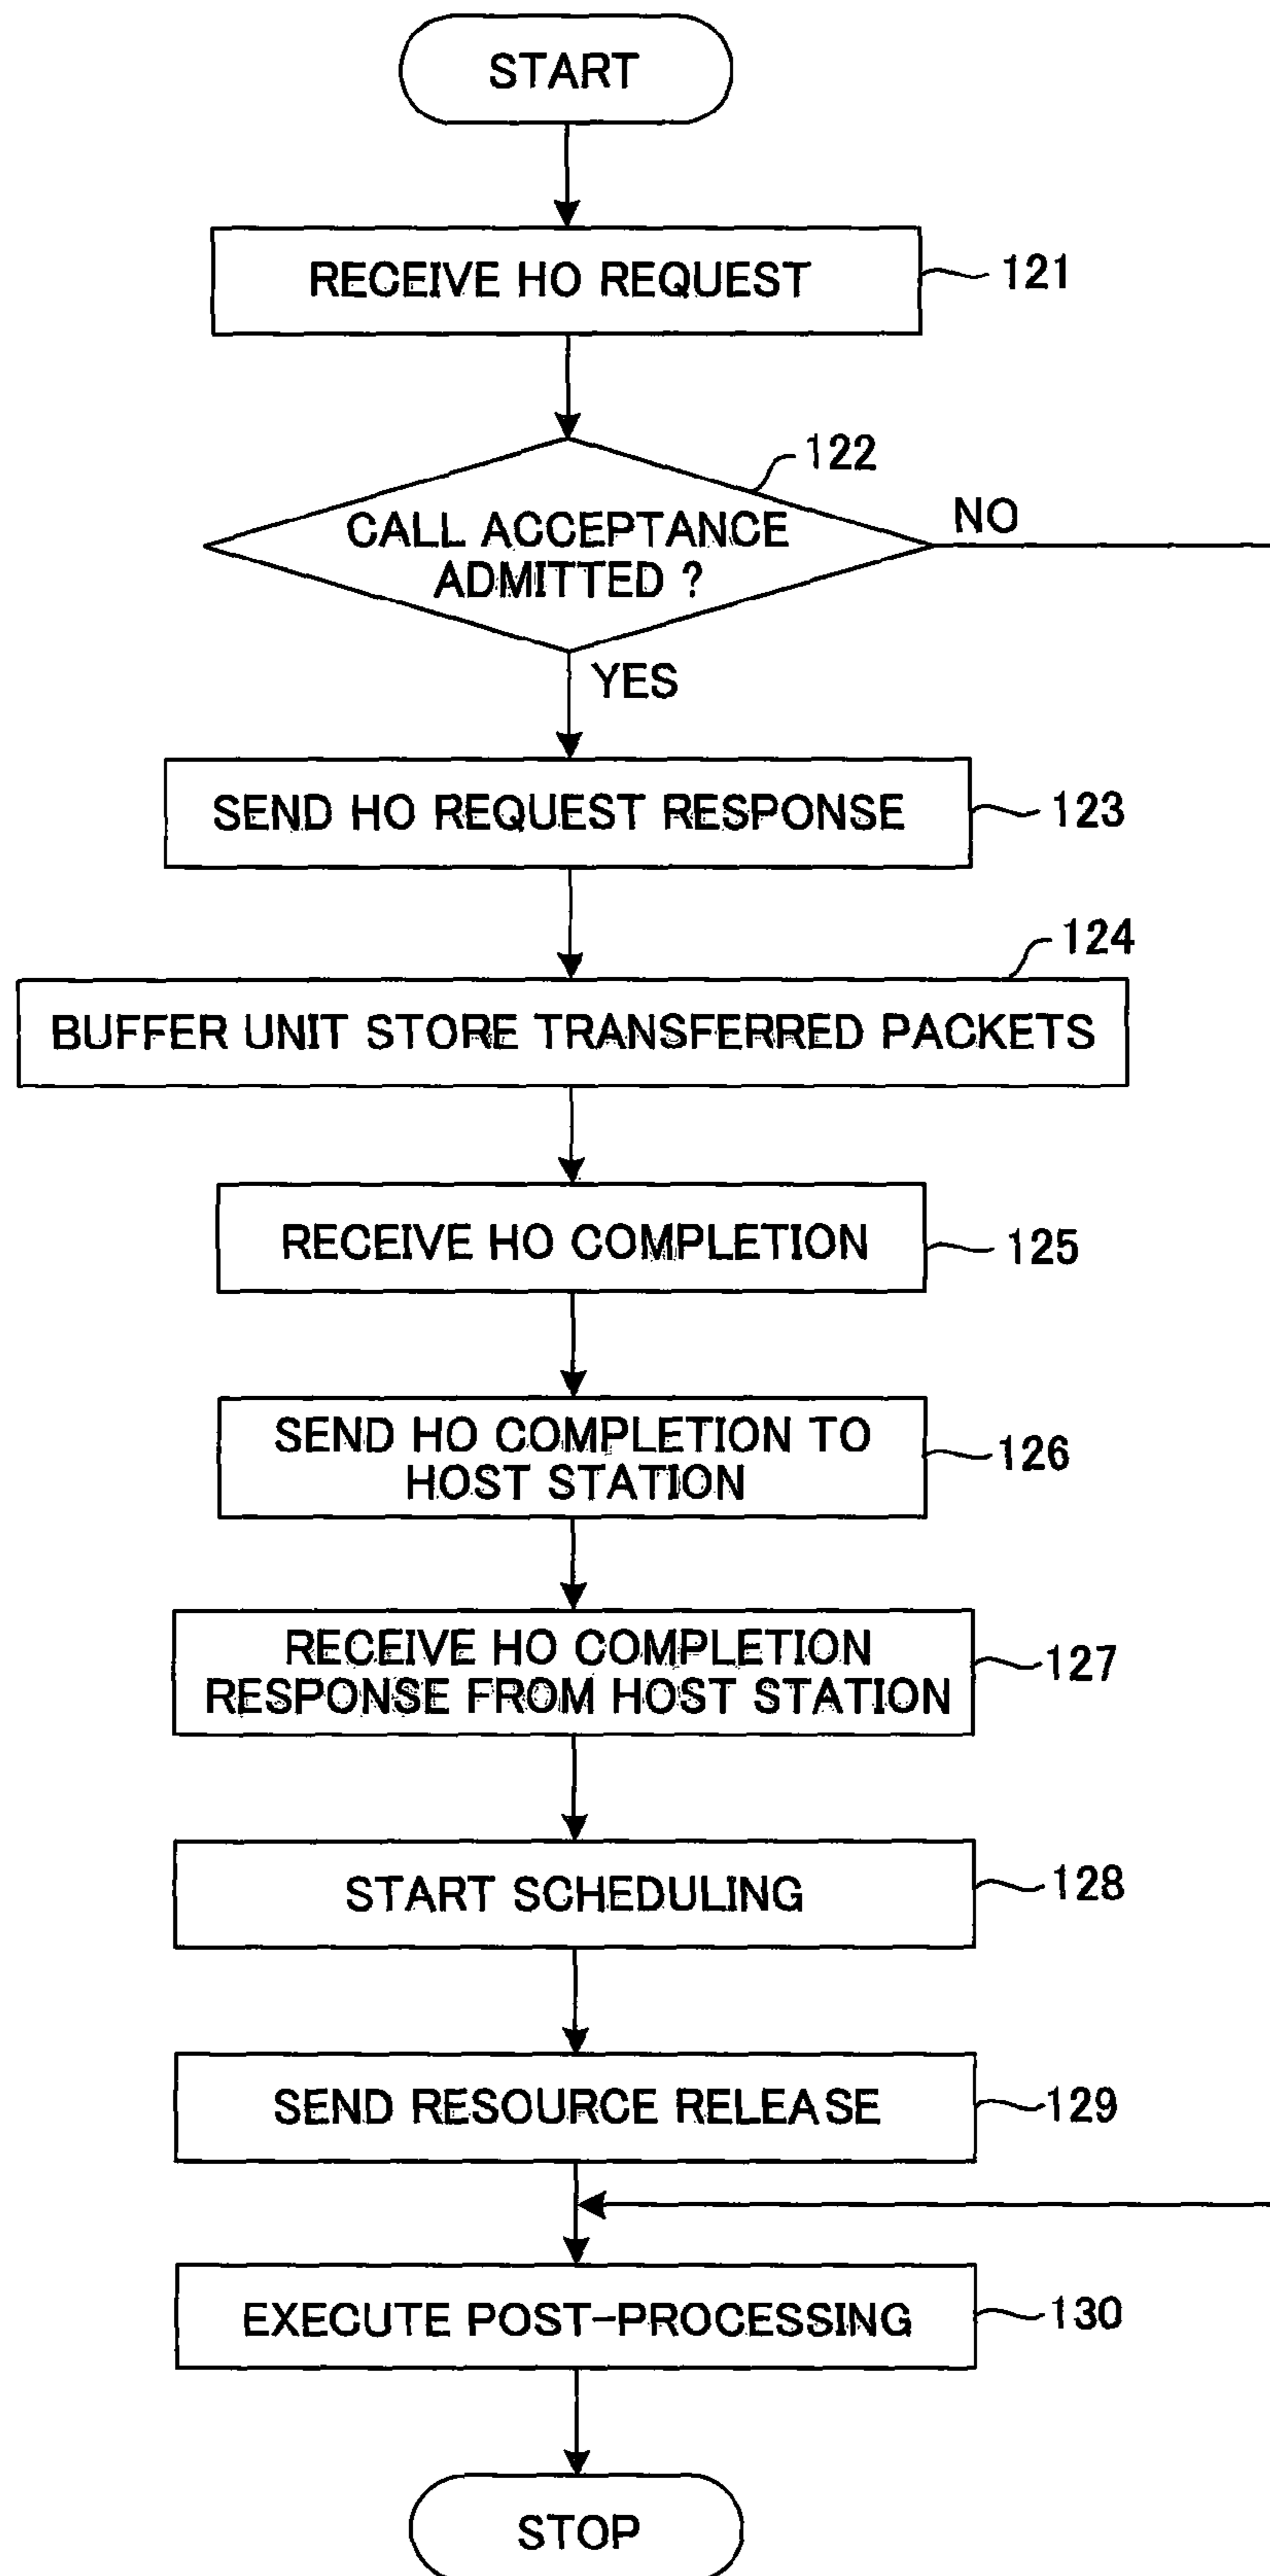 START
RECEIVE HO REQUEST
121
122
CALL ACCEPTANCE
ADMITTED ?
NO
YES
SEND HO REQUEST RESPONSE
123
124
BUFFER UNIT STORE TRANSFERRED PACKETS
RECEIVE HO COMPLETION
125
SEND HO COMPLETION TO
HOST STATION
126
RECEIVE HO COMPLETION
RESPONSE FROM HOST STATION
127
START SCHEDULING
128
SEND RESOURCE RELEASE
129
EXECUTE POST-PROCESSING
130
STOP